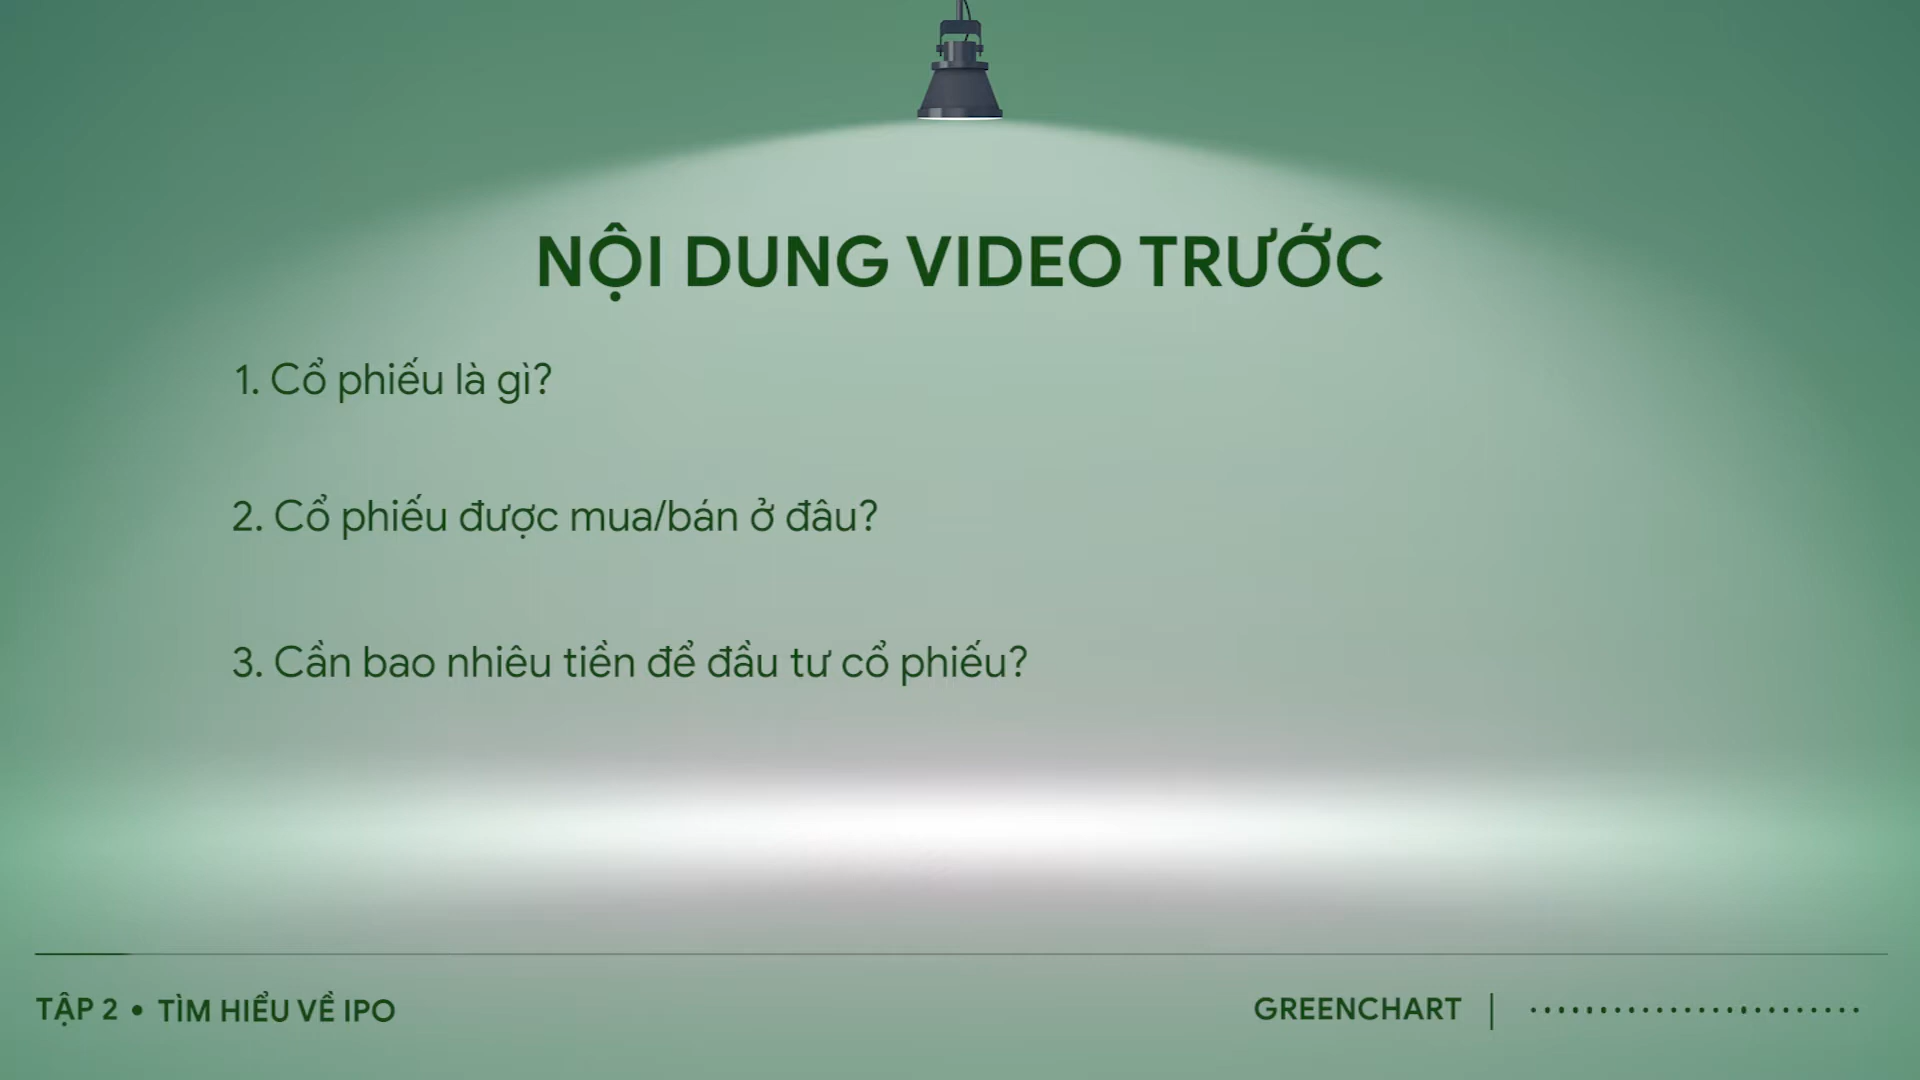 NỘI DUNG VIDEO TRƯỚC
1. Cổ phiếu là gì?
2. Cổ phiếu được mua/bán ở đâu?
3. Cần bao nhiêu tiền để đầu tư cổ phiếu?
TẬP 2 • TÌM HIỂU VỀ IPO
GREENCHART |